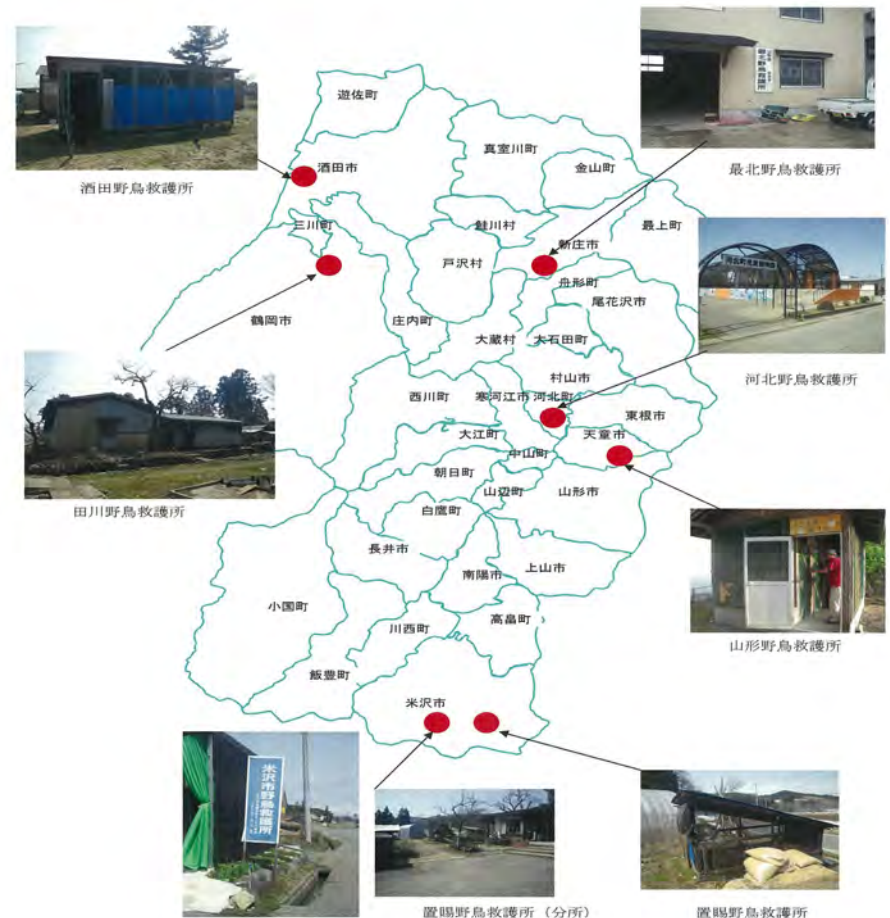 遊佐町
酒田市
真室川町
金山町
酒田野鳥救護所
最北野鳥救護所
三川町
鮭川村
最上町
新庄市
戸沢村
舟形町
尾花沢市
鶴岡市
庄内町
大蔵村
大石田町
河北野鳥救護所
村山市
西川町
寒河江市
河北町
東根市
大江町
天童市
中山町
朝日町
山辺町
山形市
田川野鳥救護所
白鷹町
長井市
南陽市
上山市
小国町
高畠町
川西町
山形野鳥救護所
飯豊町
米沢市
米沢市野鳥救護所
置賜野鳥救護所（分所）
置賜野鳥救護所